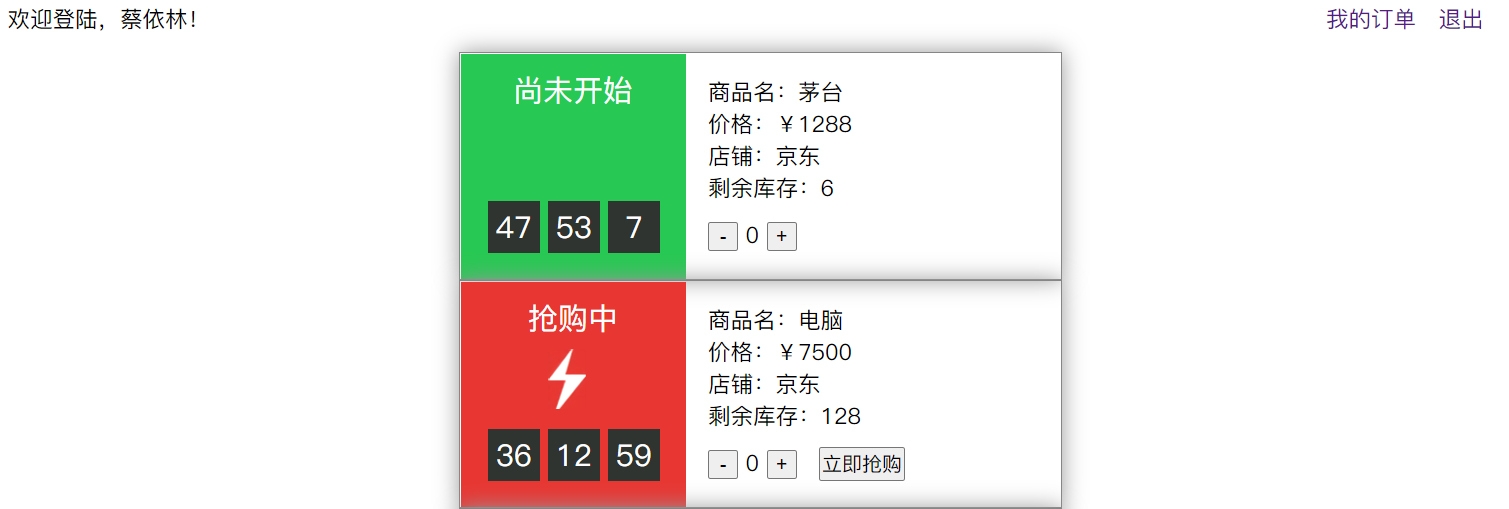 欢迎登陆，蔡依林！
我的订单 退出
尚未开始
47 53 7
商品名：茅台
价格：￥1288
店铺：京东
剩余库存：6
- 0 +
抢购中
36 12 59
商品名：电脑
价格：￥7500
店铺：京东
剩余库存：128
- 0 + 立即抢购